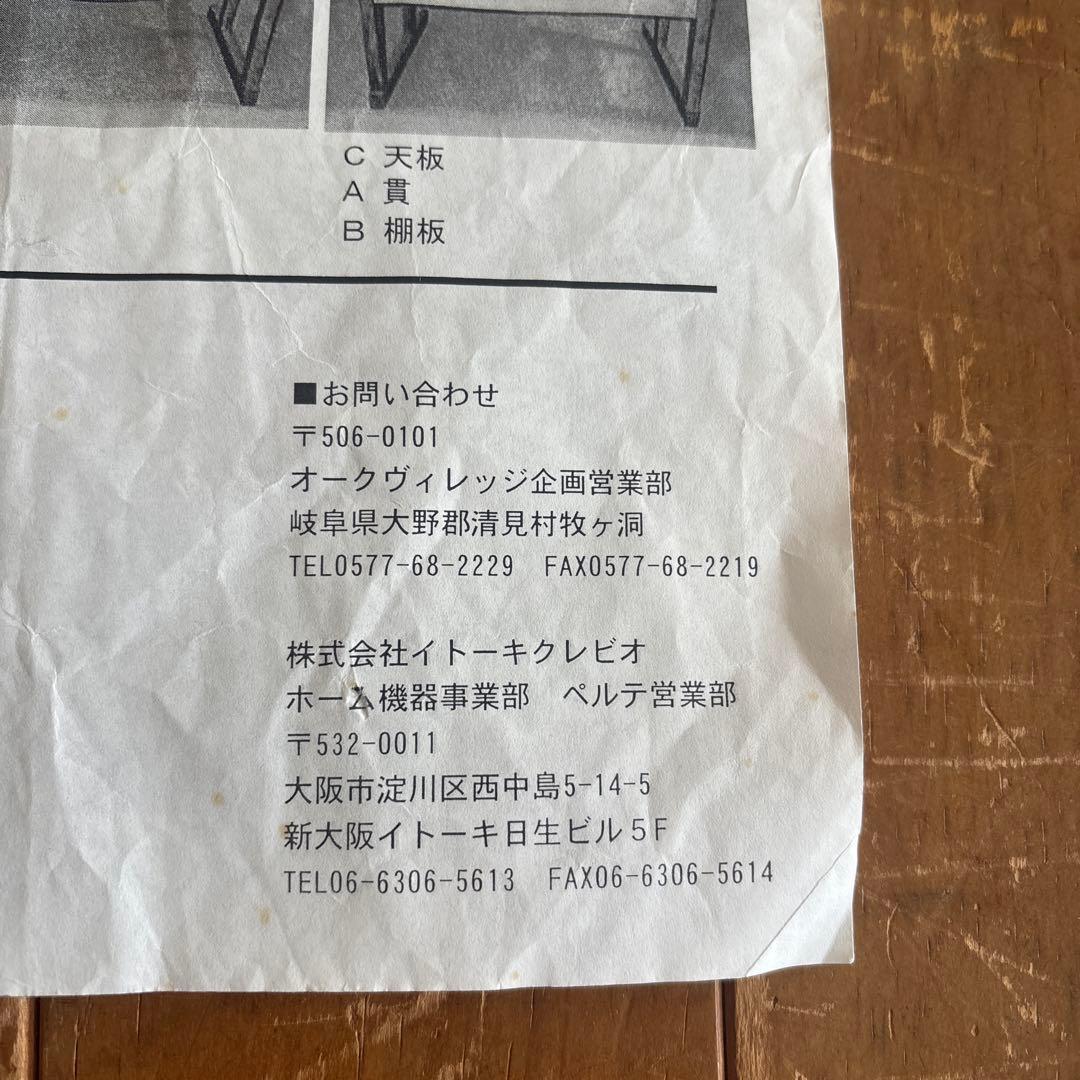 C 天板
A 貫
B 棚板
■お問い合わせ
〒506-0101
オークヴィレッジ企画営業部
岐阜県大野郡清見村牧ヶ洞
TEL0577-68-2229 FAX0577-68-2219
株式会社イトーキクレビオ
ホーム機器事業部 ペルテ営業部
〒532-0011
大阪市淀川区西中島5-14-5
新大阪イトーキ日生ビル5F
TEL06-6306-5613 FAX06-6306-5614